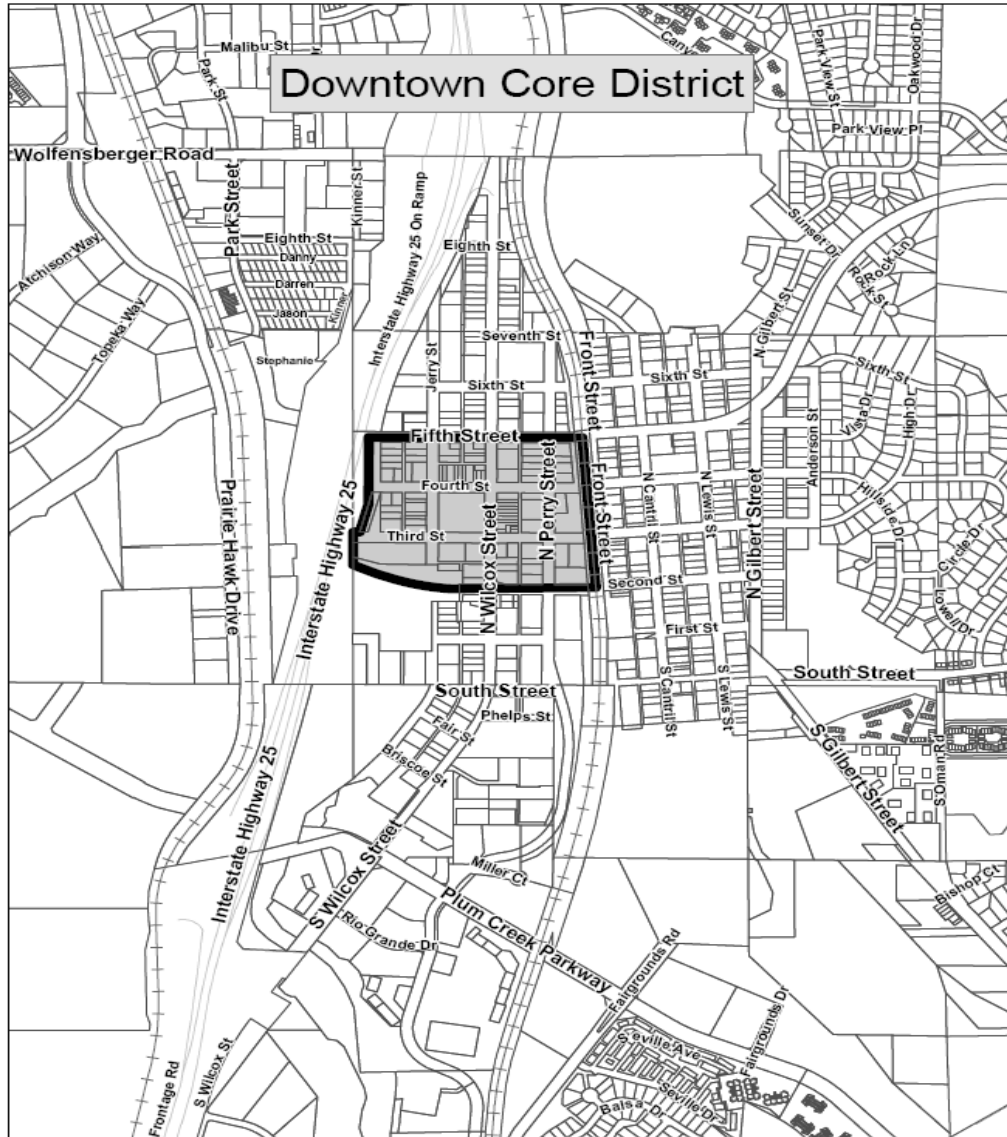 Malibu St
Park St
Downtown Core District
Park View St
Oakwood Dr
Park View Pl
Wolfensberger Road
Park Street
Kinner St
Interstate Highway 25 On Ramp
Eighth St
Danny
Darren
Jason
Kinner
Stephanie
Atchison Way
Topeka Way
Eighth St
Sunset Dr
Rock Ln
Rock St
N Gilbert St
Seventh St
Front Street
Jerry St
Sixth St
Sixth St
Sixth St
Vista Dr
High Dr
Anderson St
Fifth Street
Fourth St
Third St
N Wilcox Street
N Perry Street
Front Street
N Cantril St
N Lewis St
N Gilbert Street
Hillside Dr
Circle Dr
Lowell Dr
Prairie Hawk Drive
Interstate Highway 25
Second St
First St
S Cantril St
S Lewis St
South Street
South Street
Phelps St
Fair St
Briscoe St
S Gilbert Street
S Oman Rd
Interstate Highway 25
S Wilcox Street
Miller Ct
Plum Creek Parkway
Rio Grande Dr
Bishop Ct
Fairgrounds Rd
Fairgrounds Dr
Seville Ave
Seville Dr
Balsa Dr
S Wilcox St
Frontage Rd